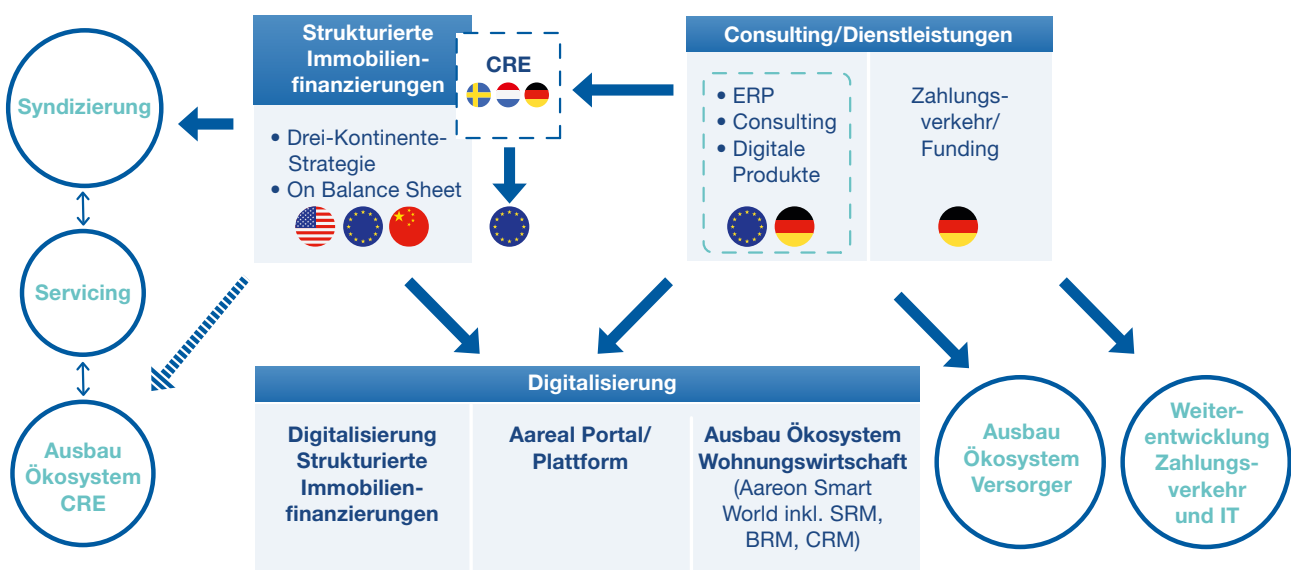 Strukturierte
Immobilien-
finanzierungen
CRE
Consulting/Dienstleistungen
Syndizierung
• Drei-Kontinente-
Strategie
• On Balance Sheet
• ERP
• Consulting
• Digitale
Produkte
Zahlungs-
verkehr/
Funding
Servicing
Ausbau
Ökosystem
CRE
Digitalisierung
Digitalisierung
Strukturierte
Immobilien-
finanzierungen
Aareal Portal/
Plattform
Ausbau Ökosystem
Wohnungswirtschaft
(Aareon Smart
World inkl. SRM,
BRM, CRM)
Ausbau
Ökosystem
Versorger
Weiter-
entwicklung
Zahlungs-
verkehr
und IT